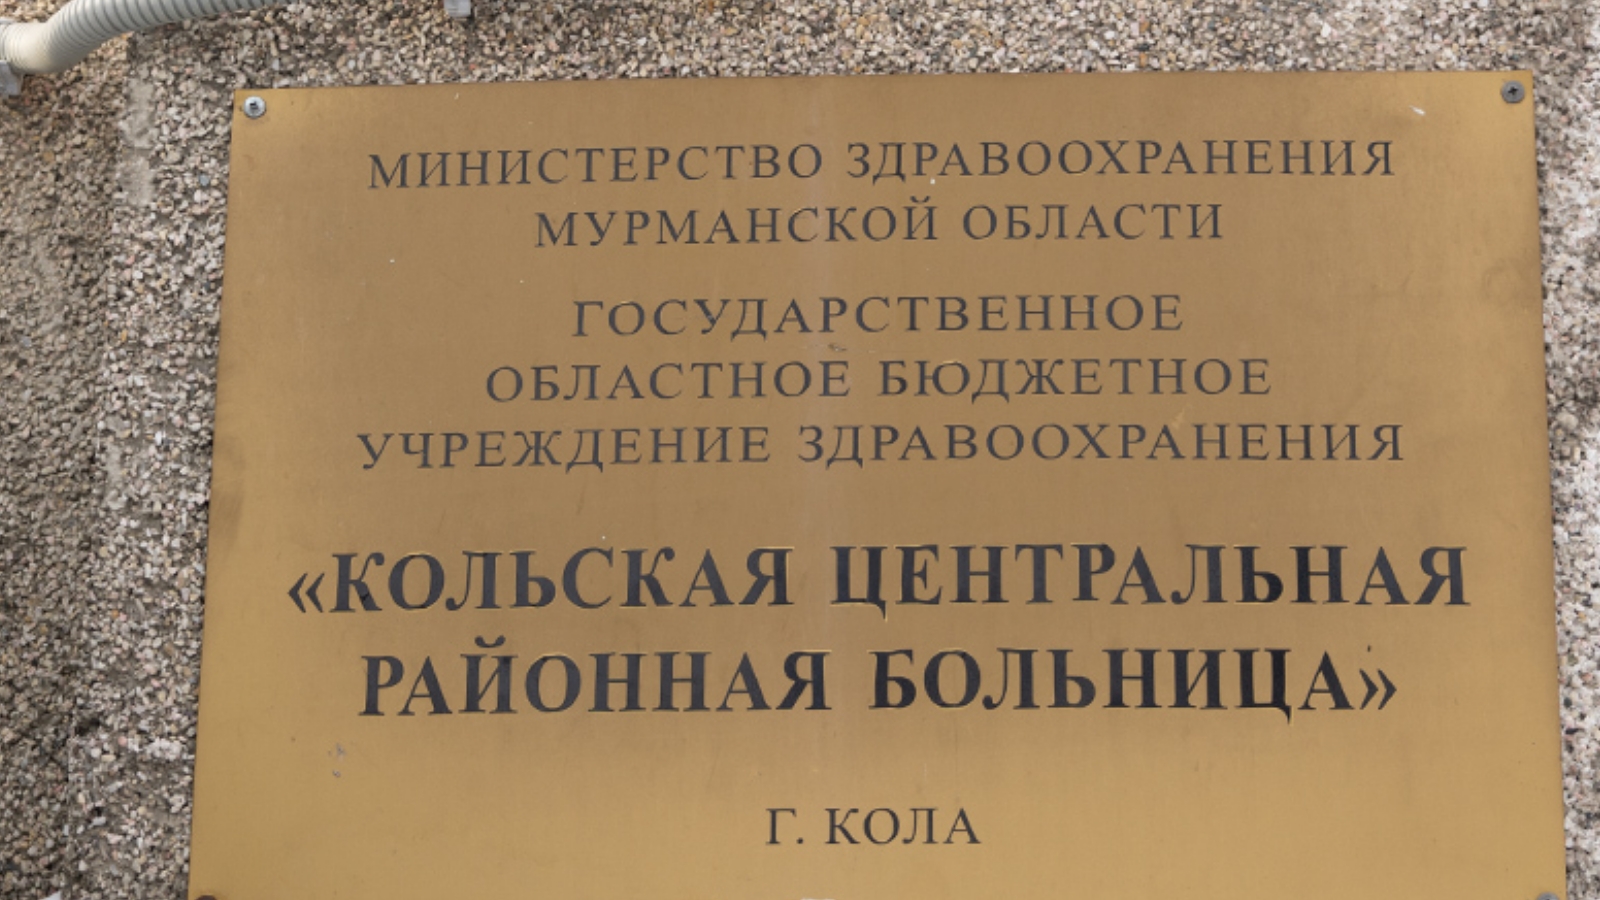 МИНИСТЕРСТВО ЗДРАВООХРАНЕНИЯ
МУРМАНСКОЙ ОБЛАСТИ
ГОСУДАРСТВЕННОЕ
ОБЛАСТНОЕ БЮДЖЕТНОЕ
УЧРЕЖДЕНИЕ ЗДРАВООХРАНЕНИЯ
«КОЛЬСКАЯ ЦЕНТРАЛЬНАЯ
РАЙОННАЯ БОЛЬНИЦА»
Г. КОЛА